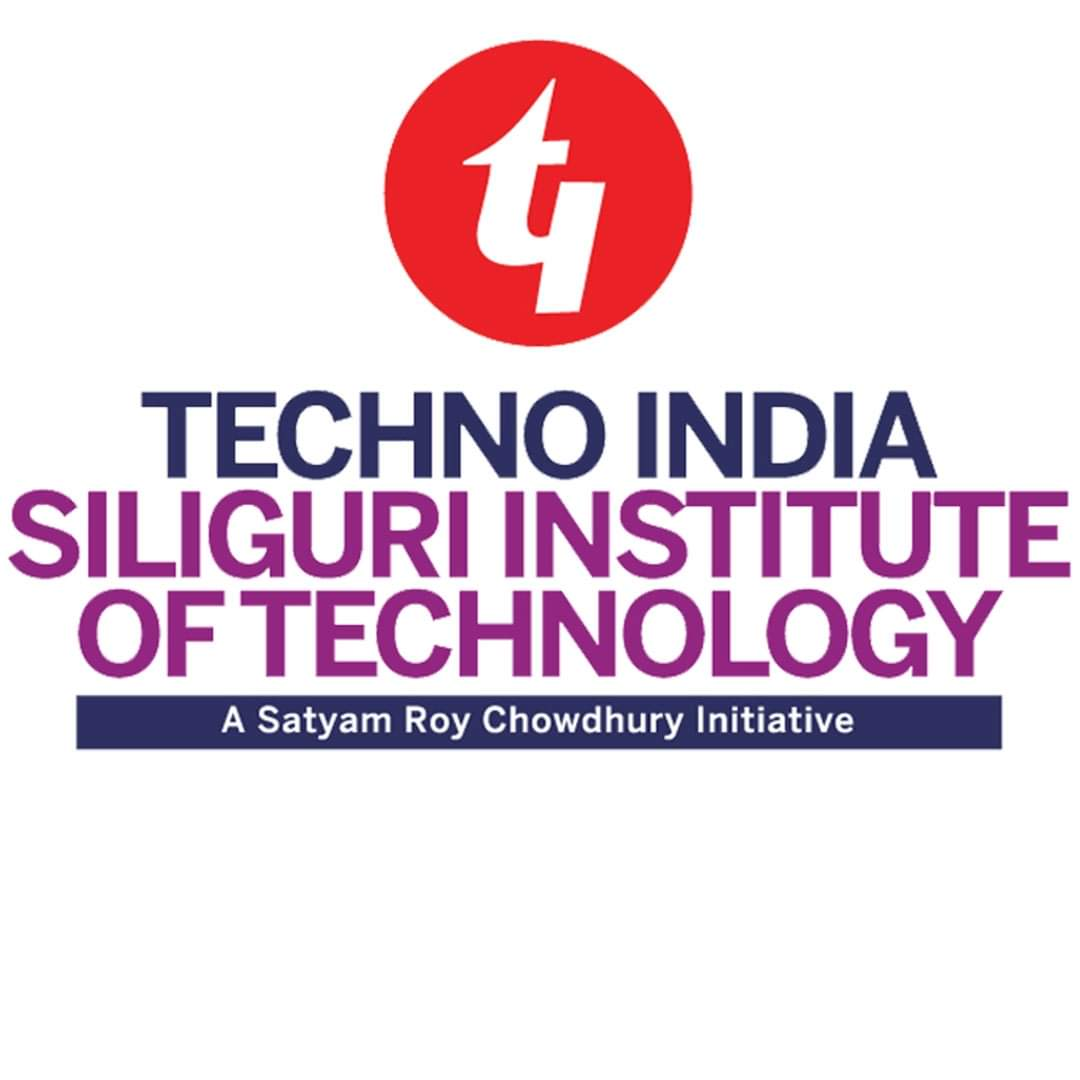 TECHNO INDIA
SILIGURI INSTITUTE
OF TECHNOLOGY
A Satyam Roy Chowdhury Initiative